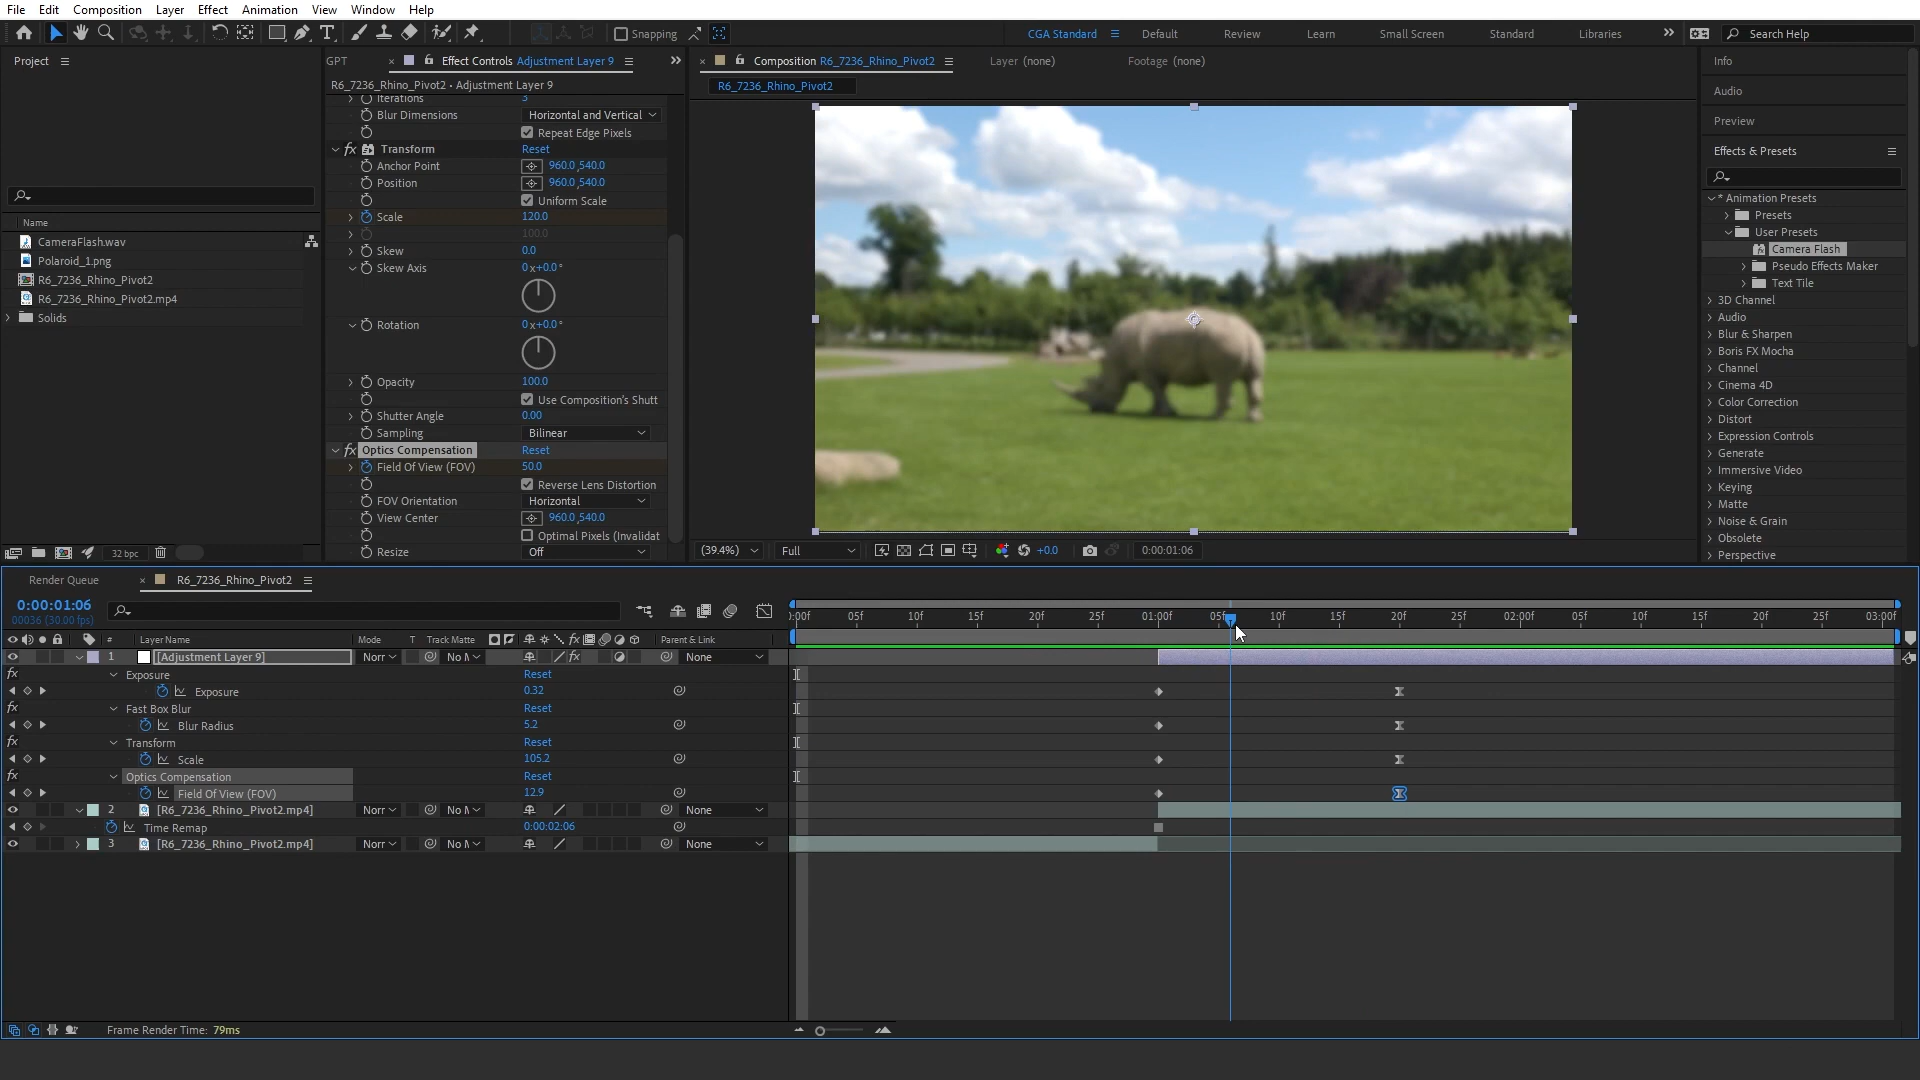 File Edit Composition Layer Effect Animation View Window Help
Snapping
CGA Standard Default Review Learn Small Screen Standard Libraries Search Help
Project
GPT Effect Controls Adjustment Layer 9
Composition R6_7236_Rhino_Pivot2 Layer (none) Footage (none)
R6_7236_Rhino_Pivot2 • Adjustment Layer 9
R6_7236_Rhino_Pivot2
Name
CameraFlash.wav
Polaroid_1.png
R6_7236_Rhino_Pivot2
R6_7236_Rhino_Pivot2.mp4
Solids
32 bpc
Iterations 3
Blur Dimensions Horizontal and Vertical
Repeat Edge Pixels
fx Transform Reset
Anchor Point 960.0,540.0
Position 960.0,540.0
Uniform Scale
Scale 120.0
100.0
Skew 0.0
Skew Axis 0x+0.0°
Rotation 0x+0.0°
Opacity 100.0
Use Composition's Shutt
Shutter Angle 0.00
Sampling Bilinear
fx Optics Compensation Reset
Field Of View (FOV) 50.0
Reverse Lens Distortion
FOV Orientation Horizontal
View Center 960.0,540.0
Optimal Pixels (Invalidat
Resize Off
(39.4%) Full +0.0 0:00:01:06
Info
Audio
Preview
Effects & Presets
* Animation Presets
Presets
User Presets
Camera Flash
Pseudo Effects Maker
Text Tile
3D Channel
Audio
Blur & Sharpen
Boris FX Mocha
Channel
Cinema 4D
Color Correction
Distort
Expression Controls
Generate
Immersive Video
Keying
Matte
Noise & Grain
Obsolete
Perspective
Render Queue R6_7236_Rhino_Pivot2
0:00:01:06
00036 (30.00 fps)
:00f 05f 10f 15f 20f 25f 01:00f 05f 10f 15f 20f 25f 02:00f 05f 10f 15f 20f 25f 03:00f
# Layer Name Mode T Track Matte fx Parent & Link
1 [Adjustment Layer 9] Norr No M fx None
fx Exposure Reset
Exposure 0.32
fx Fast Box Blur Reset
Blur Radius 5.2
fx Transform Reset
Scale 105.2
fx Optics Compensation Reset
Field Of View (FOV) 12.9
2 [R6_7236_Rhino_Pivot2.mp4] Norr No M None
Time Remap 0:00:02:06
3 [R6_7236_Rhino_Pivot2.mp4] Norr No M None
Frame Render Time: 79ms